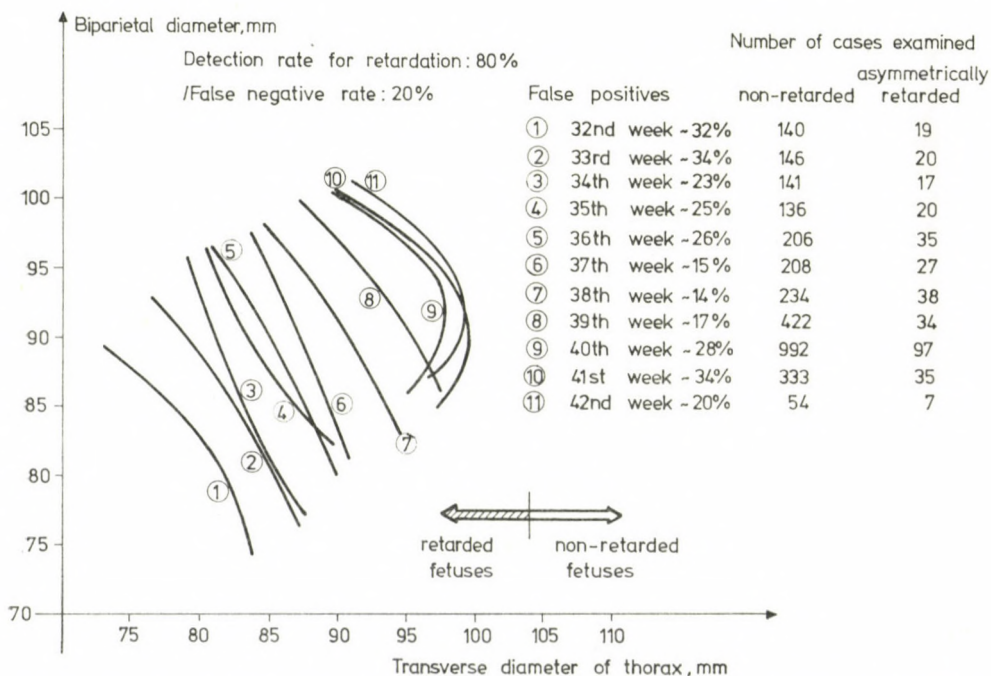 Biparietal diameter, mm
Detection rate for retardation: 80%
/False negative rate: 20%
Number of cases examined
False positives non-retarded asymmetrically retarded
① 32nd week ~32% 140 19
② 33rd week ~34% 146 20
③ 34th week ~23% 141 17
④ 35th week ~25% 136 20
⑤ 36th week ~26% 206 35
⑥ 37th week ~15% 208 27
⑦ 38th week ~14% 234 38
⑧ 39th week ~17% 422 34
⑨ 40th week ~28% 992 97
⑩ 41st week ~34% 333 35
⑪ 42nd week ~20% 54 7
105
100
95
90
85
80
75
70
⑩ ⑪
⑤
⑧ ⑨
③ ④ ⑥
② ⑦
①
retarded fetuses
non-retarded fetuses
75 80 85 90 95 100 105 110
Transverse diameter of thorax, mm